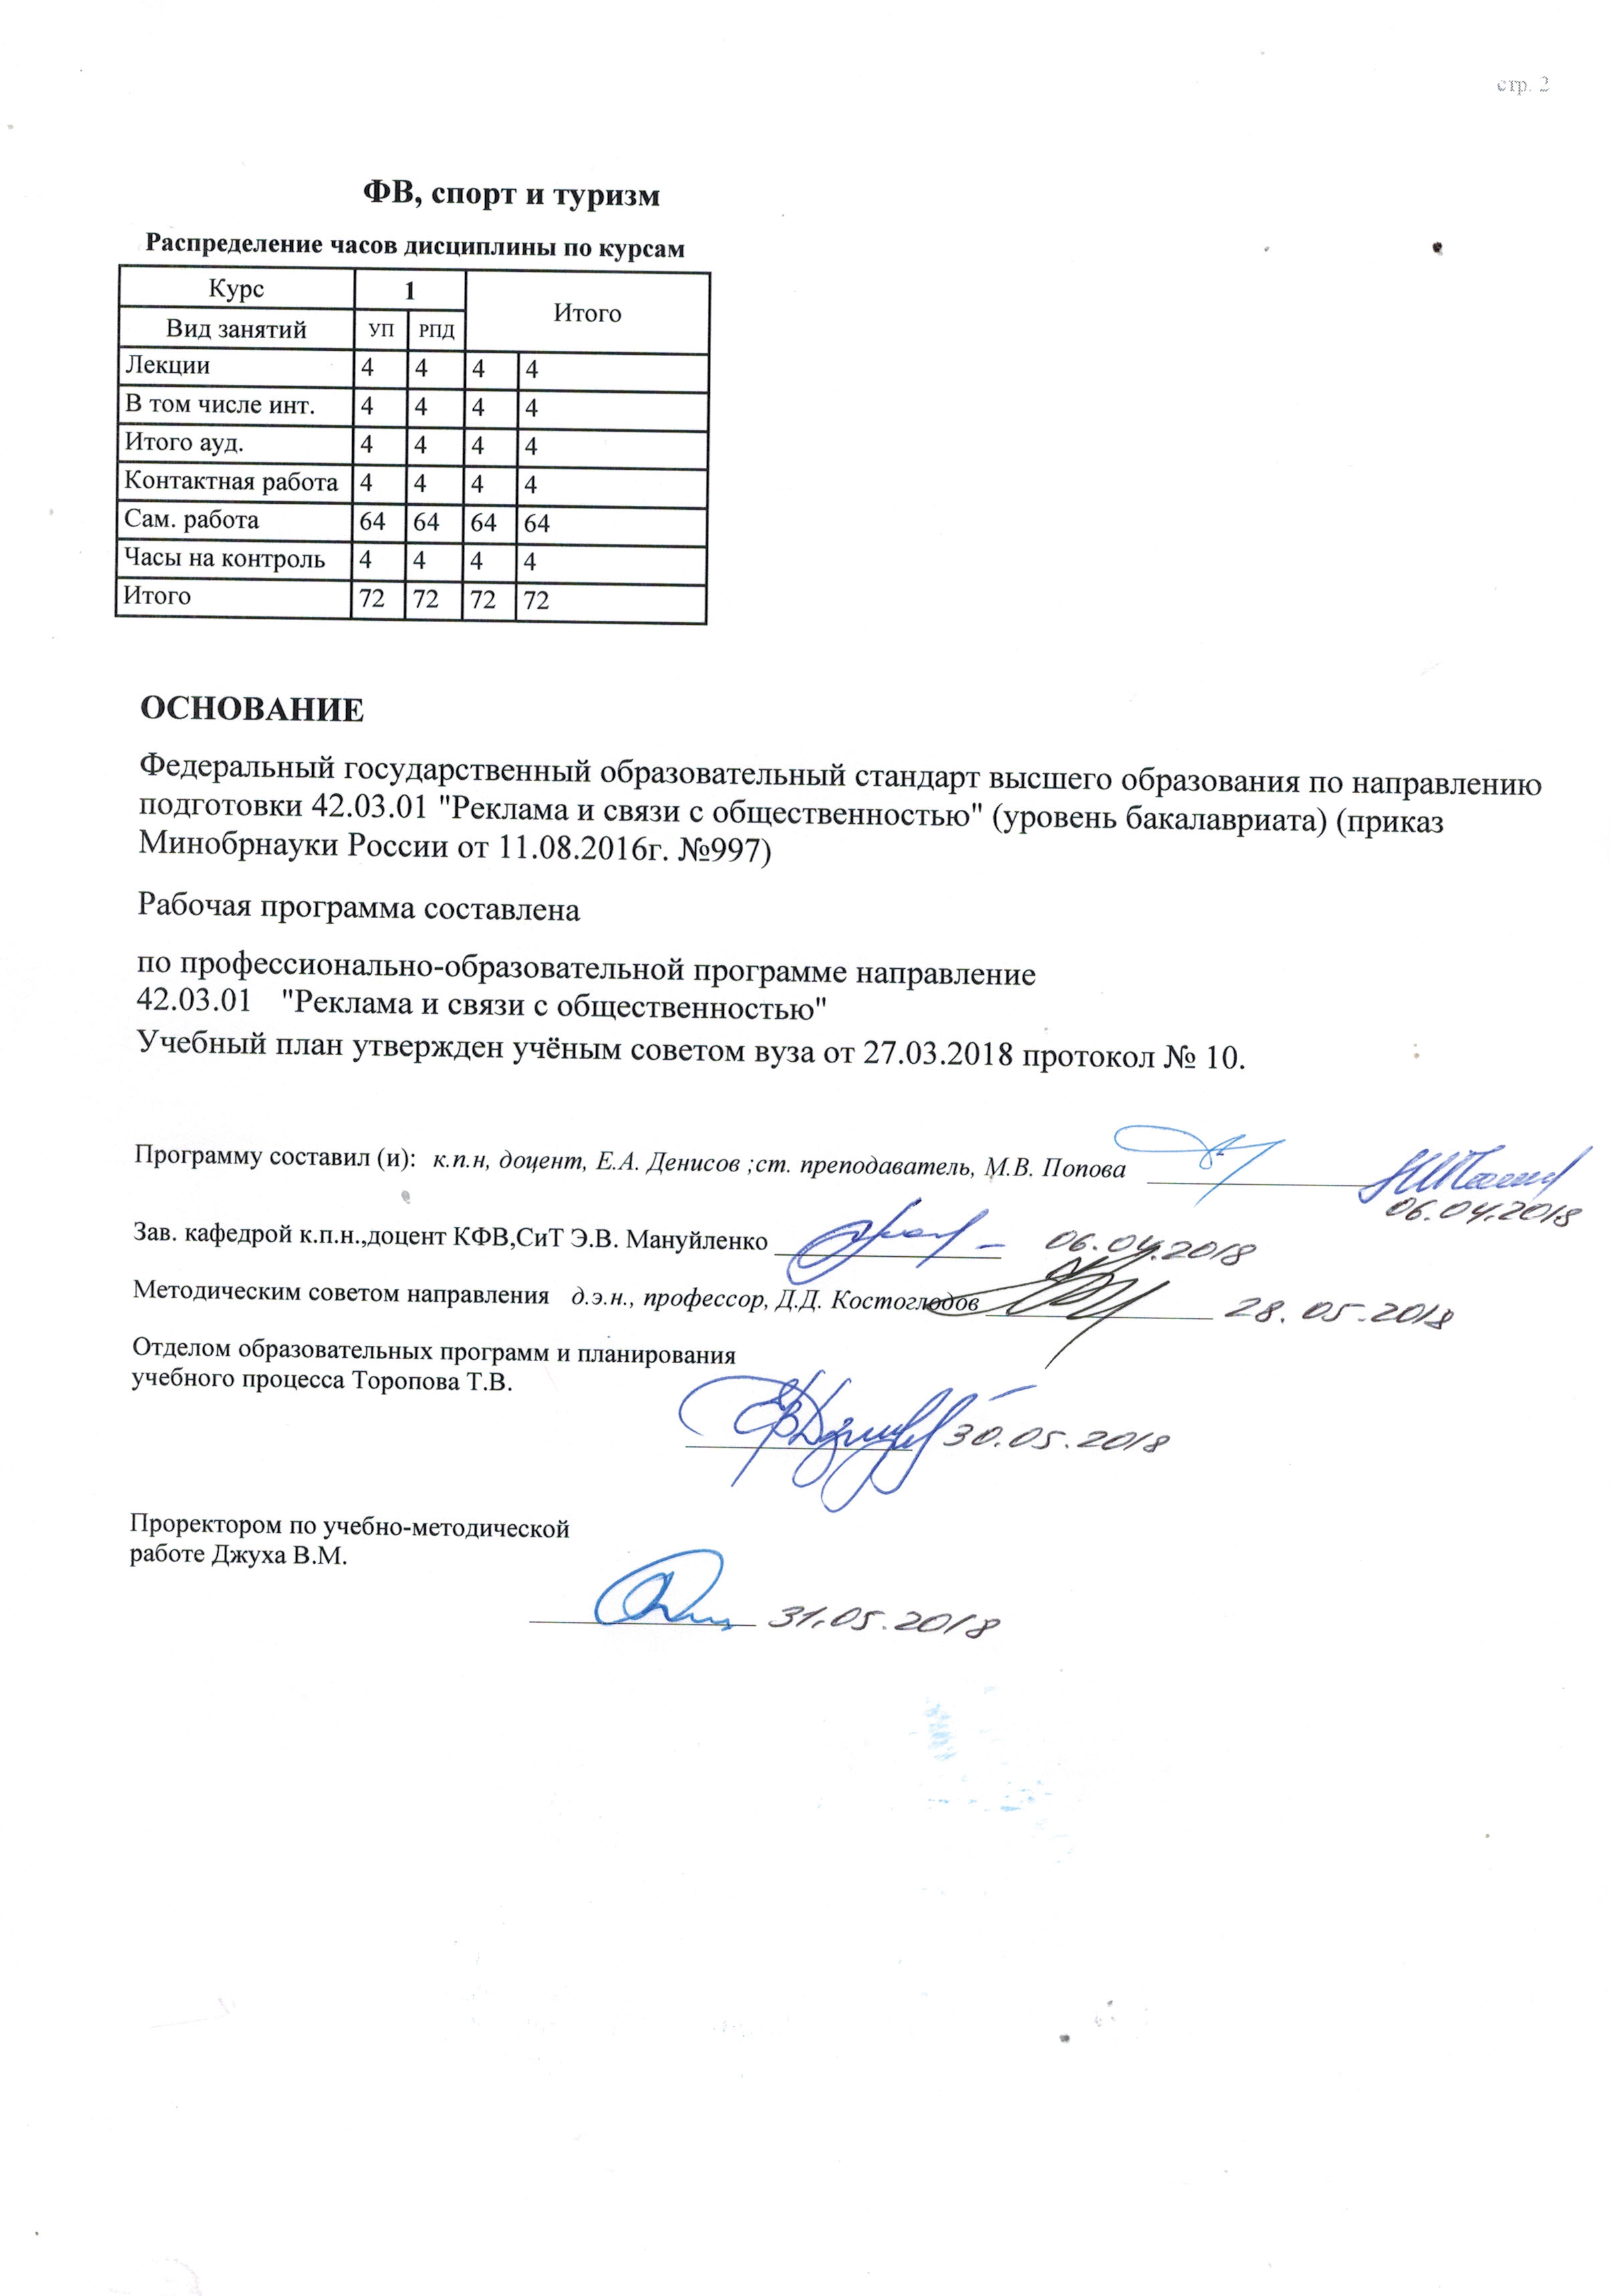 стр. 2
ФВ, спорт и туризм
Распределение часов дисциплины по курсам
Курс 1 Итого
Вид занятий УП РПД
Лекции 4 4 4 4
В том числе инт. 4 4 4 4
Итого ауд. 4 4 4 4
Контактная работа 4 4 4 4
Сам. работа 64 64 64 64
Часы на контроль 4 4 4 4
Итого 72 72 72 72
ОСНОВАНИЕ
Федеральный государственный образовательный стандарт высшего образования по направлению
подготовки 42.03.01 "Реклама и связи с общественностью" (уровень бакалавриата) (приказ
Минобрнауки России от 11.08.2016г. №997)
Рабочая программа составлена
по профессионально-образовательной программе направление
42.03.01 "Реклама и связи с общественностью"
Учебный план утвержден учёным советом вуза от 27.03.2018 протокол № 10.
Программу составил (и): к.п.н, доцент, Е.А. Денисов ;ст. преподаватель, М.В. Попова
06.04.2018
Зав. кафедрой к.п.н.,доцент КФВ,СиТ Э.В. Мануйленко 06.04.2018
Методическим советом направления д.э.н., профессор, Д.Д. Костоглодов 28.05.2018
Отделом образовательных программ и планирования
учебного процесса Торопова Т.В.
30.05.2018
Проректором по учебно-методической
работе Джуха В.М.
31.05.2018